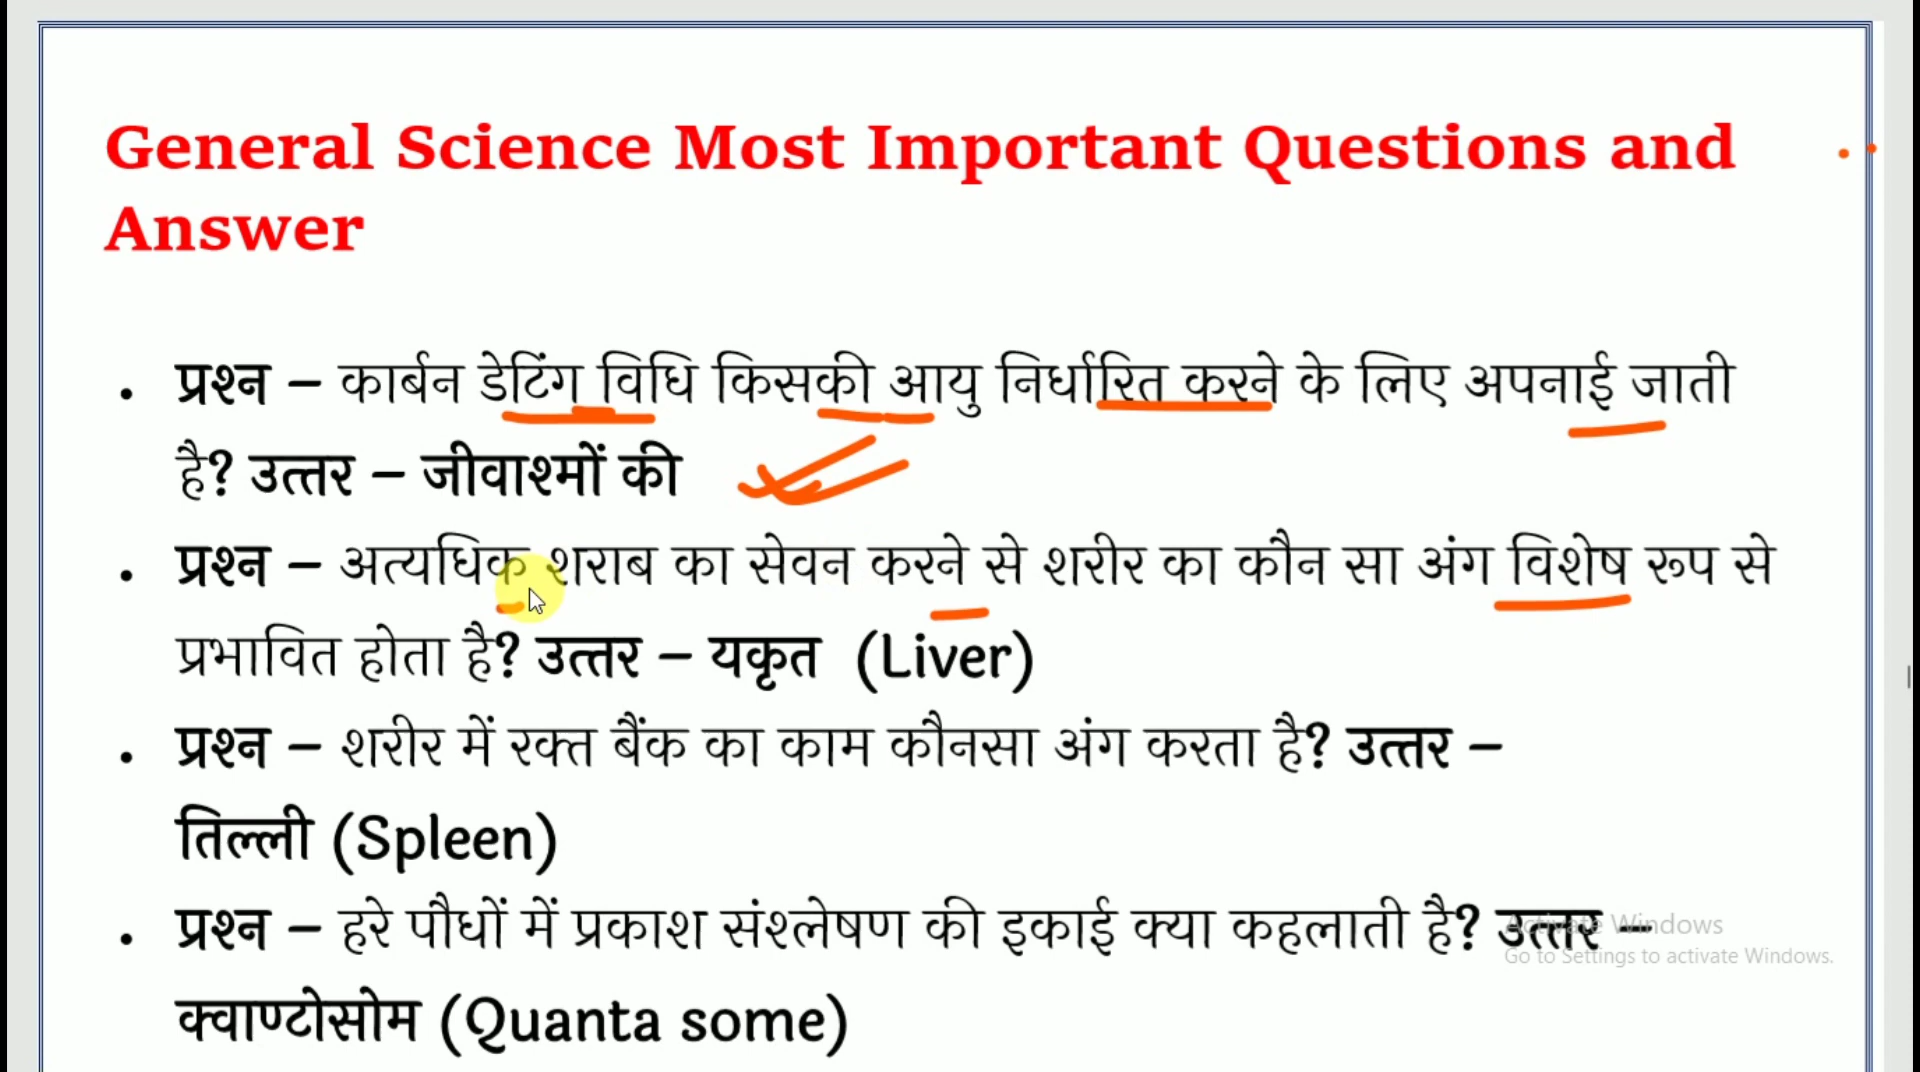 General Science Most Important Questions and
Answer
• प्रश्न – कार्बन डेटिंग विधि किसकी आयु निर्धारित करने के लिए अपनाई जाती
है? उत्तर – जीवाश्मों की
• प्रश्न – अत्यधिक शराब का सेवन करने से शरीर का कौन सा अंग विशेष रूप से
प्रभावित होता है? उत्तर – यकृत (Liver)
• प्रश्न – शरीर में रक्त बैंक का काम कौनसा अंग करता है? उत्तर –
तिल्ली (Spleen)
• प्रश्न – हरे पौधों में प्रकाश संश्लेषण की इकाई क्या कहलाती है? उत्तर –
क्वाण्टोसोम (Quanta some)
Activate Windows
Go to Settings to activate Windows.